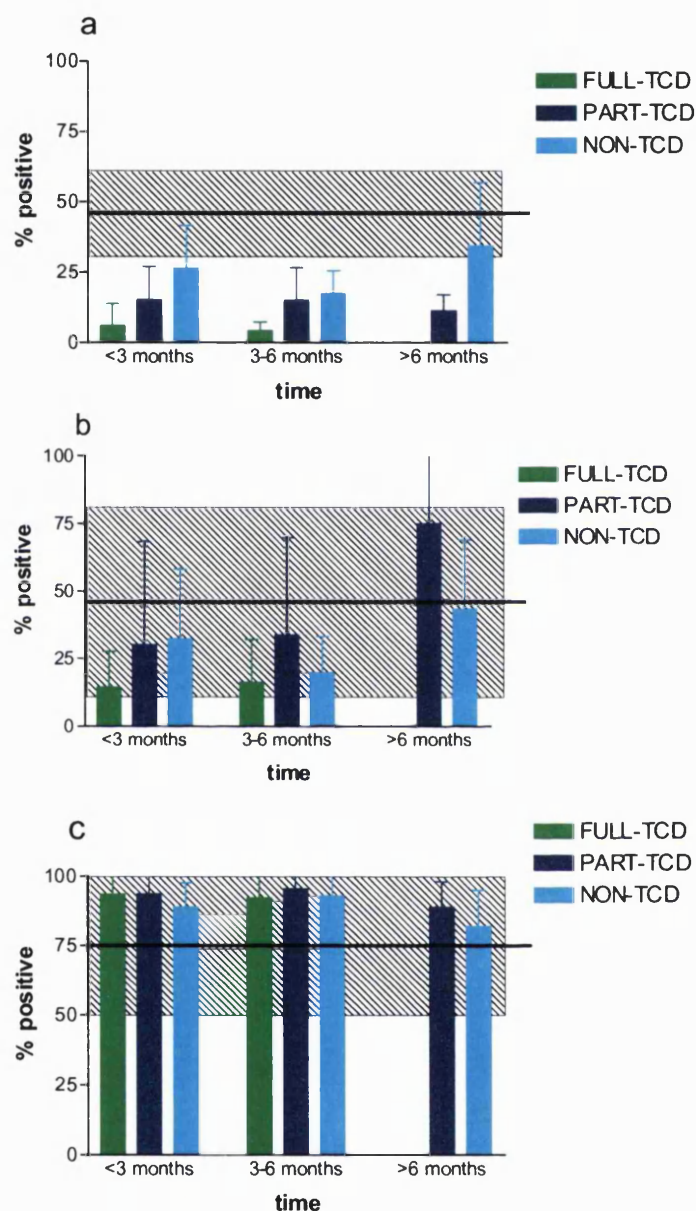 a
100
75
50
25
0
% positive
<3 months 3-6 months >6 months
time
FULL-TCD
PART-TCD
NON-TCD
b
100
75
50
25
0
% positive
<3 months 3-6 months >6 months
time
FULL-TCD
PART-TCD
NON-TCD
c
100
75
50
25
0
% positive
<3 months 3-6 months >6 months
time
FULL-TCD
PART-TCD
NON-TCD